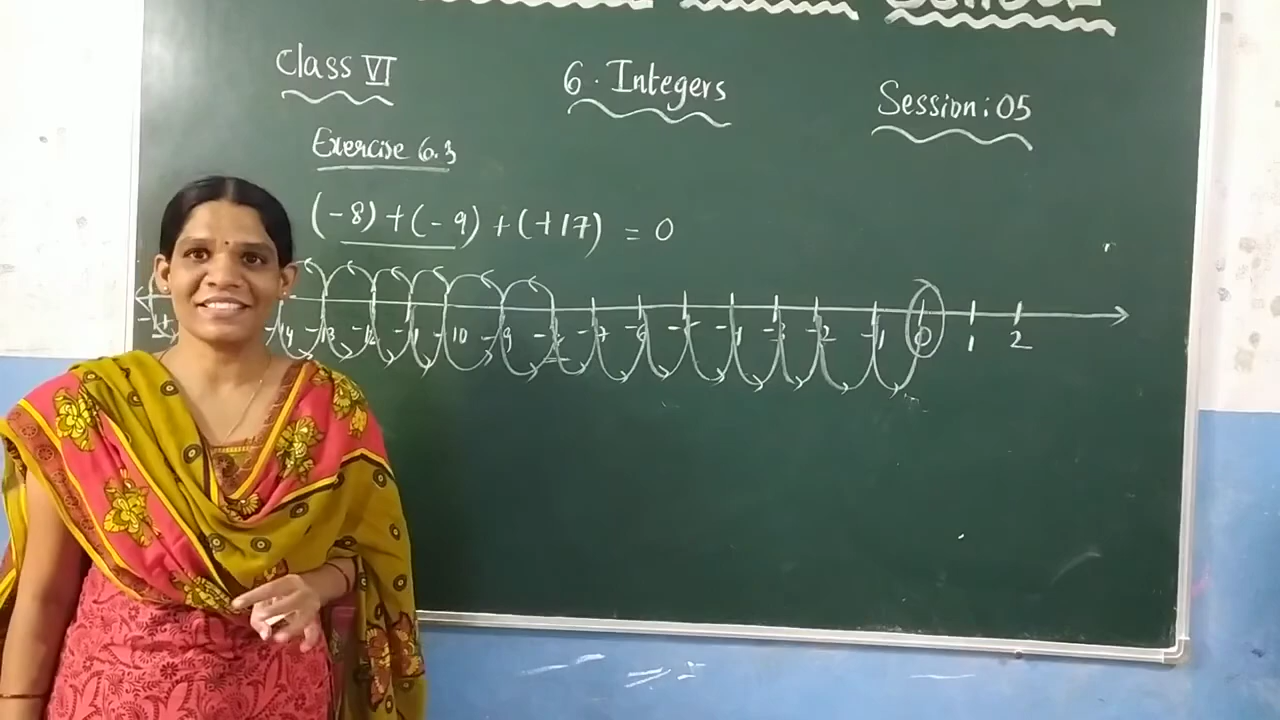 Class VI
6. Integers
Session: 05
Exercise 6.3
(-8) + (-9) + (+17) = 0
-14 -13 -12 -11 -10 -9 -8 -7 -6 -5 -4 -3 -2 -1 0 1 2